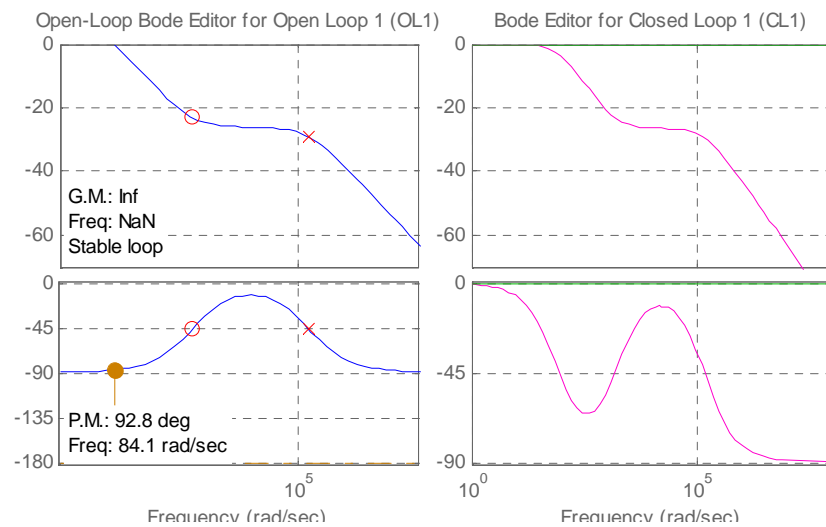 Open-Loop Bode Editor for Open Loop 1 (OL1)
0
-20
-40
-60
G.M.: Inf
Freq: NaN
Stable loop
0
-45
-90
-135
-180
P.M.: 92.8 deg
Freq: 84.1 rad/sec
10^5
Frequency (rad/sec)
Bode Editor for Closed Loop 1 (CL1)
0
-20
-40
-60
0
-45
-90
10^0
10^5
Frequency (rad/sec)